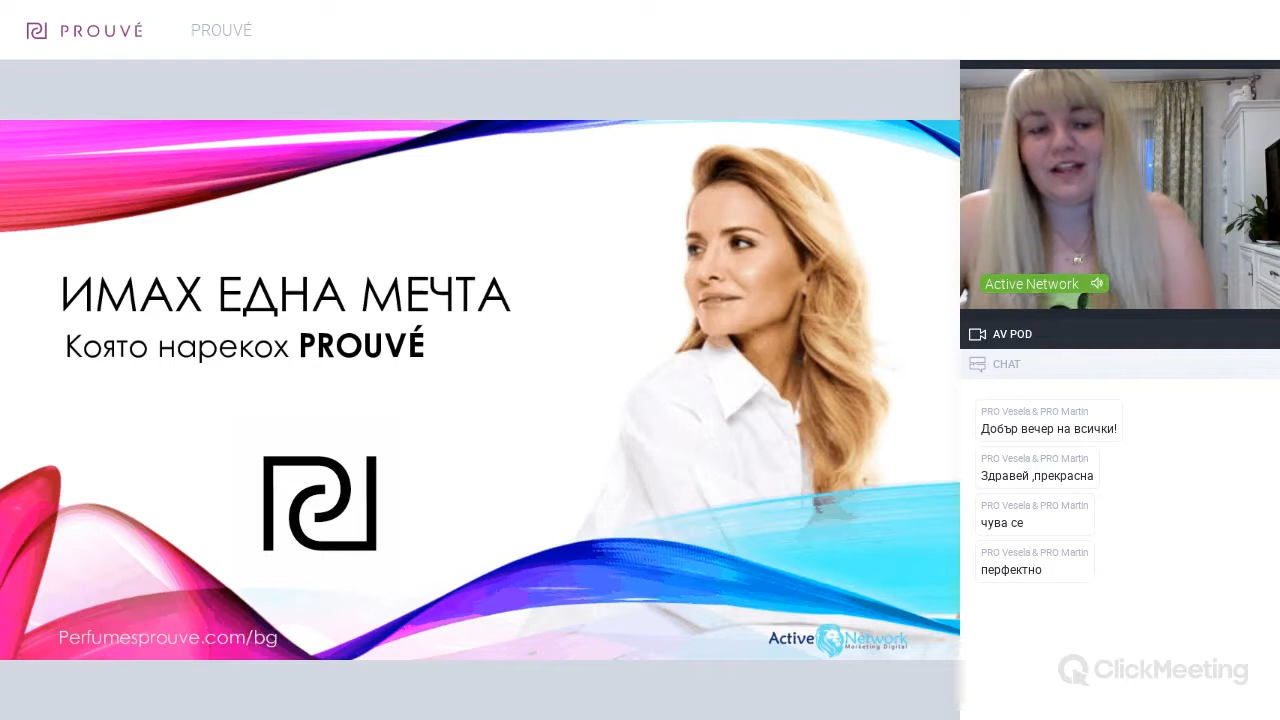 PROUVÉ
PROUVÉ
ИМАХ ЕДНА МЕЧТА
Която нарекох PROUVÉ
Perfumesprouve.com/bg
Active Network
Marketing Digital
Active Network
AV POD
CHAT
PRO Vesela & PRO Martin
Добър вечер на всички!
PRO Vesela & PRO Martin
Здравей ,прекрасна
PRO Vesela & PRO Martin
чува се
PRO Vesela & PRO Martin
перфектно
ClickMeeting